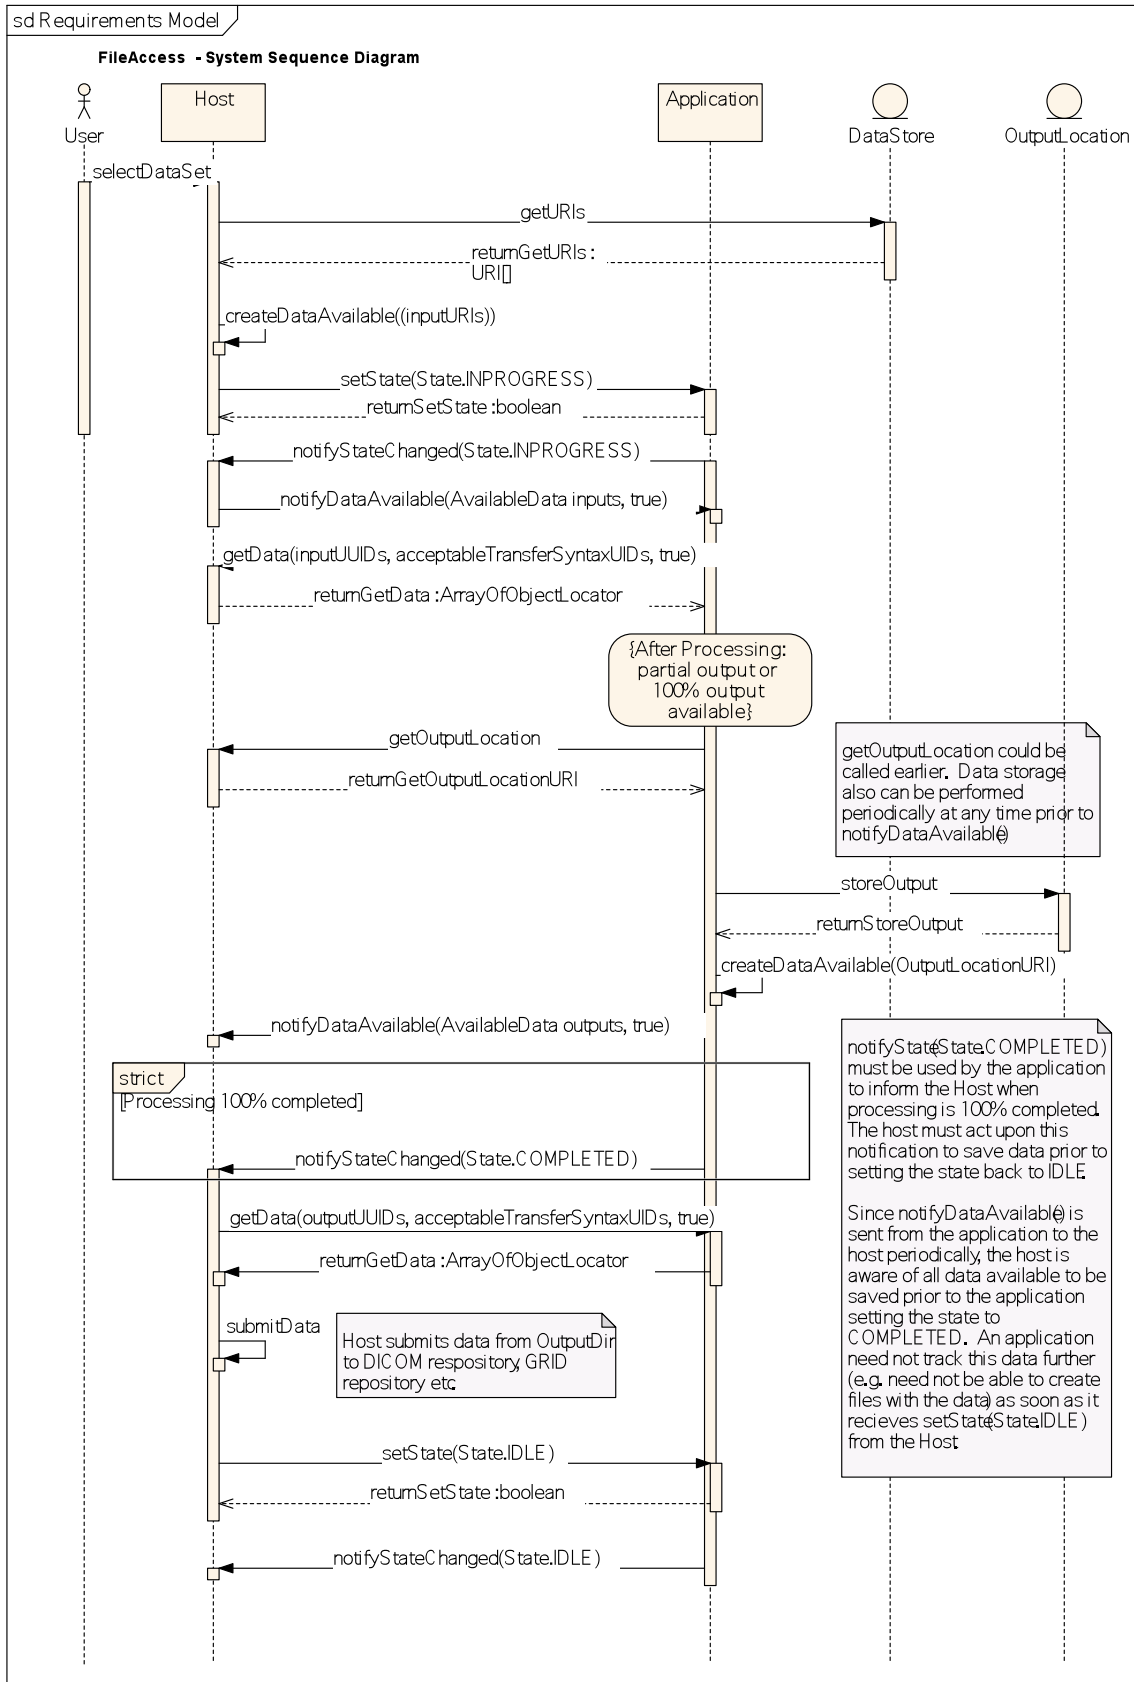 sd Requirements Model
FileAccess - System Sequence Diagram
Host
Application
User
DataStore
OutputLocation
selectDataSet
getURIs
returnGetURIs :
URI[]
createDataAvailable((inputURIs))
setState(State.INPROGRESS)
returnSetState :boolean
notifyStateChanged(State.INPROGRESS)
notifyDataAvailable(AvailableData inputs, true)
getData(inputUUIDs, acceptableTransferSyntaxUIDs, true)
returnGetData :ArrayOfObjectLocator
{After Processing:
partial output or
100% output
available}
getOutputLocation
returnGetOutputLocationURI
getOutputLocation could be
called earlier. Data storage
also can be performed
periodically at any time prior to
notifyDataAvailable()
storeOutput
returnStoreOutput
createDataAvailable(OutputLocationURI)
notifyDataAvailable(AvailableData outputs, true)
strict
[Processing 100% completed]
notifyStateChanged(State.COMPLETED)
notifyState(State.COMPLETED)
must be used by the application
to inform the Host when
processing is 100% completed.
The host must act upon this
notification to save data prior to
setting the state back to IDLE.
Since notifyDataAvailable() is
sent from the application to the
host periodically, the host is
aware of all data available to be
saved prior to the application
setting the state to
COMPLETED. An application
need not track this data further
(e.g. need not be able to create
files with the data) as soon as it
recieves setState(State.IDLE)
from the Host.
getData(outputUUIDs, acceptableTransferSyntaxUIDs, true)
returnGetData :ArrayOfObjectLocator
submitData
Host submits data from OutputDir
to DICOM respository, GRID
repository etc.
setState(State.IDLE)
returnSetState :boolean
notifyStateChanged(State.IDLE)